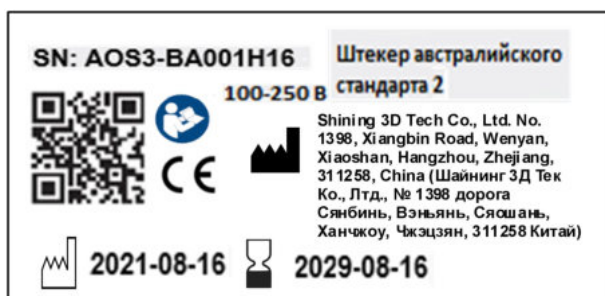 SN: AOS3-BA001H16
Штекер австралийского
стандарта 2
100-250 В
Shining 3D Tech Co., Ltd. No.
1398, Xiangbin Road, Wenyan,
Xiaoshan, Hangzhou, Zhejiang,
311258, China (Шайнинг 3Д Тек
Ко., Лтд., № 1398 дорога
Сянбинь, Вэньянь, Сяошань,
Ханчжоу, Чжэцзян, 311258 Китай)
CE
2021-08-16
2029-08-16